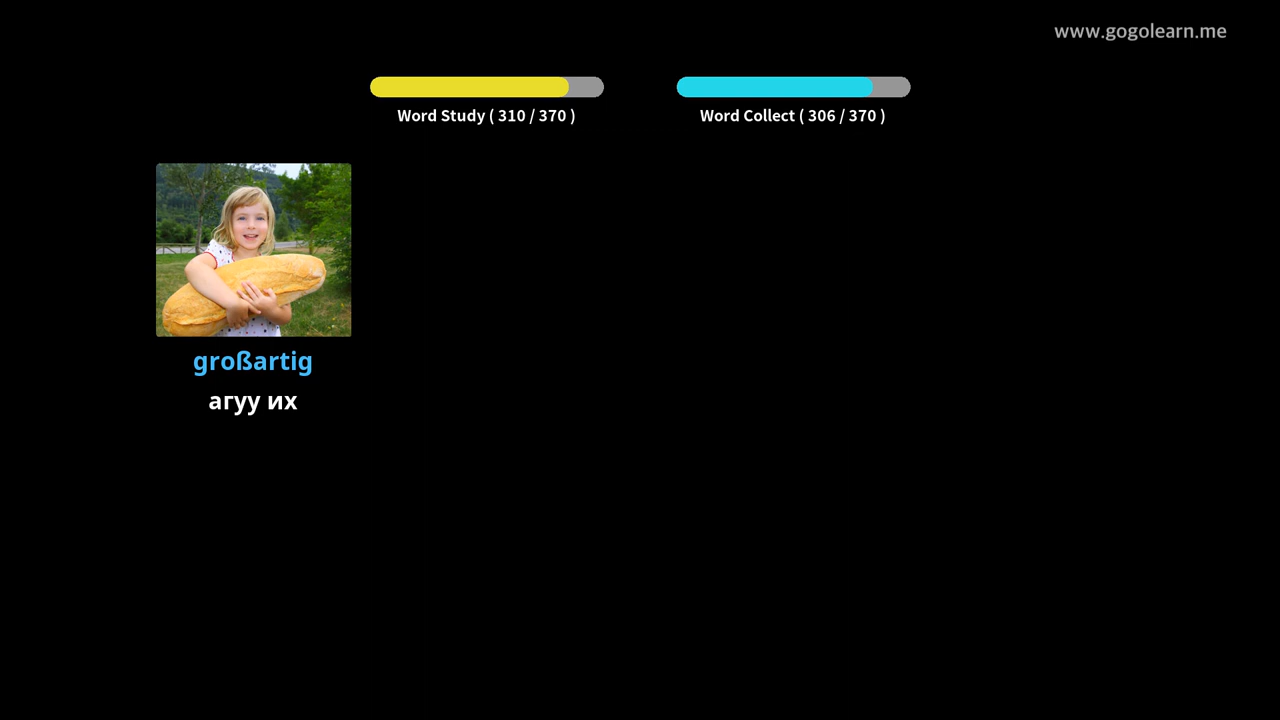 www.gogolearn.me
Word Study ( 310 / 370 )
Word Collect ( 306 / 370 )
großartig
агуу их